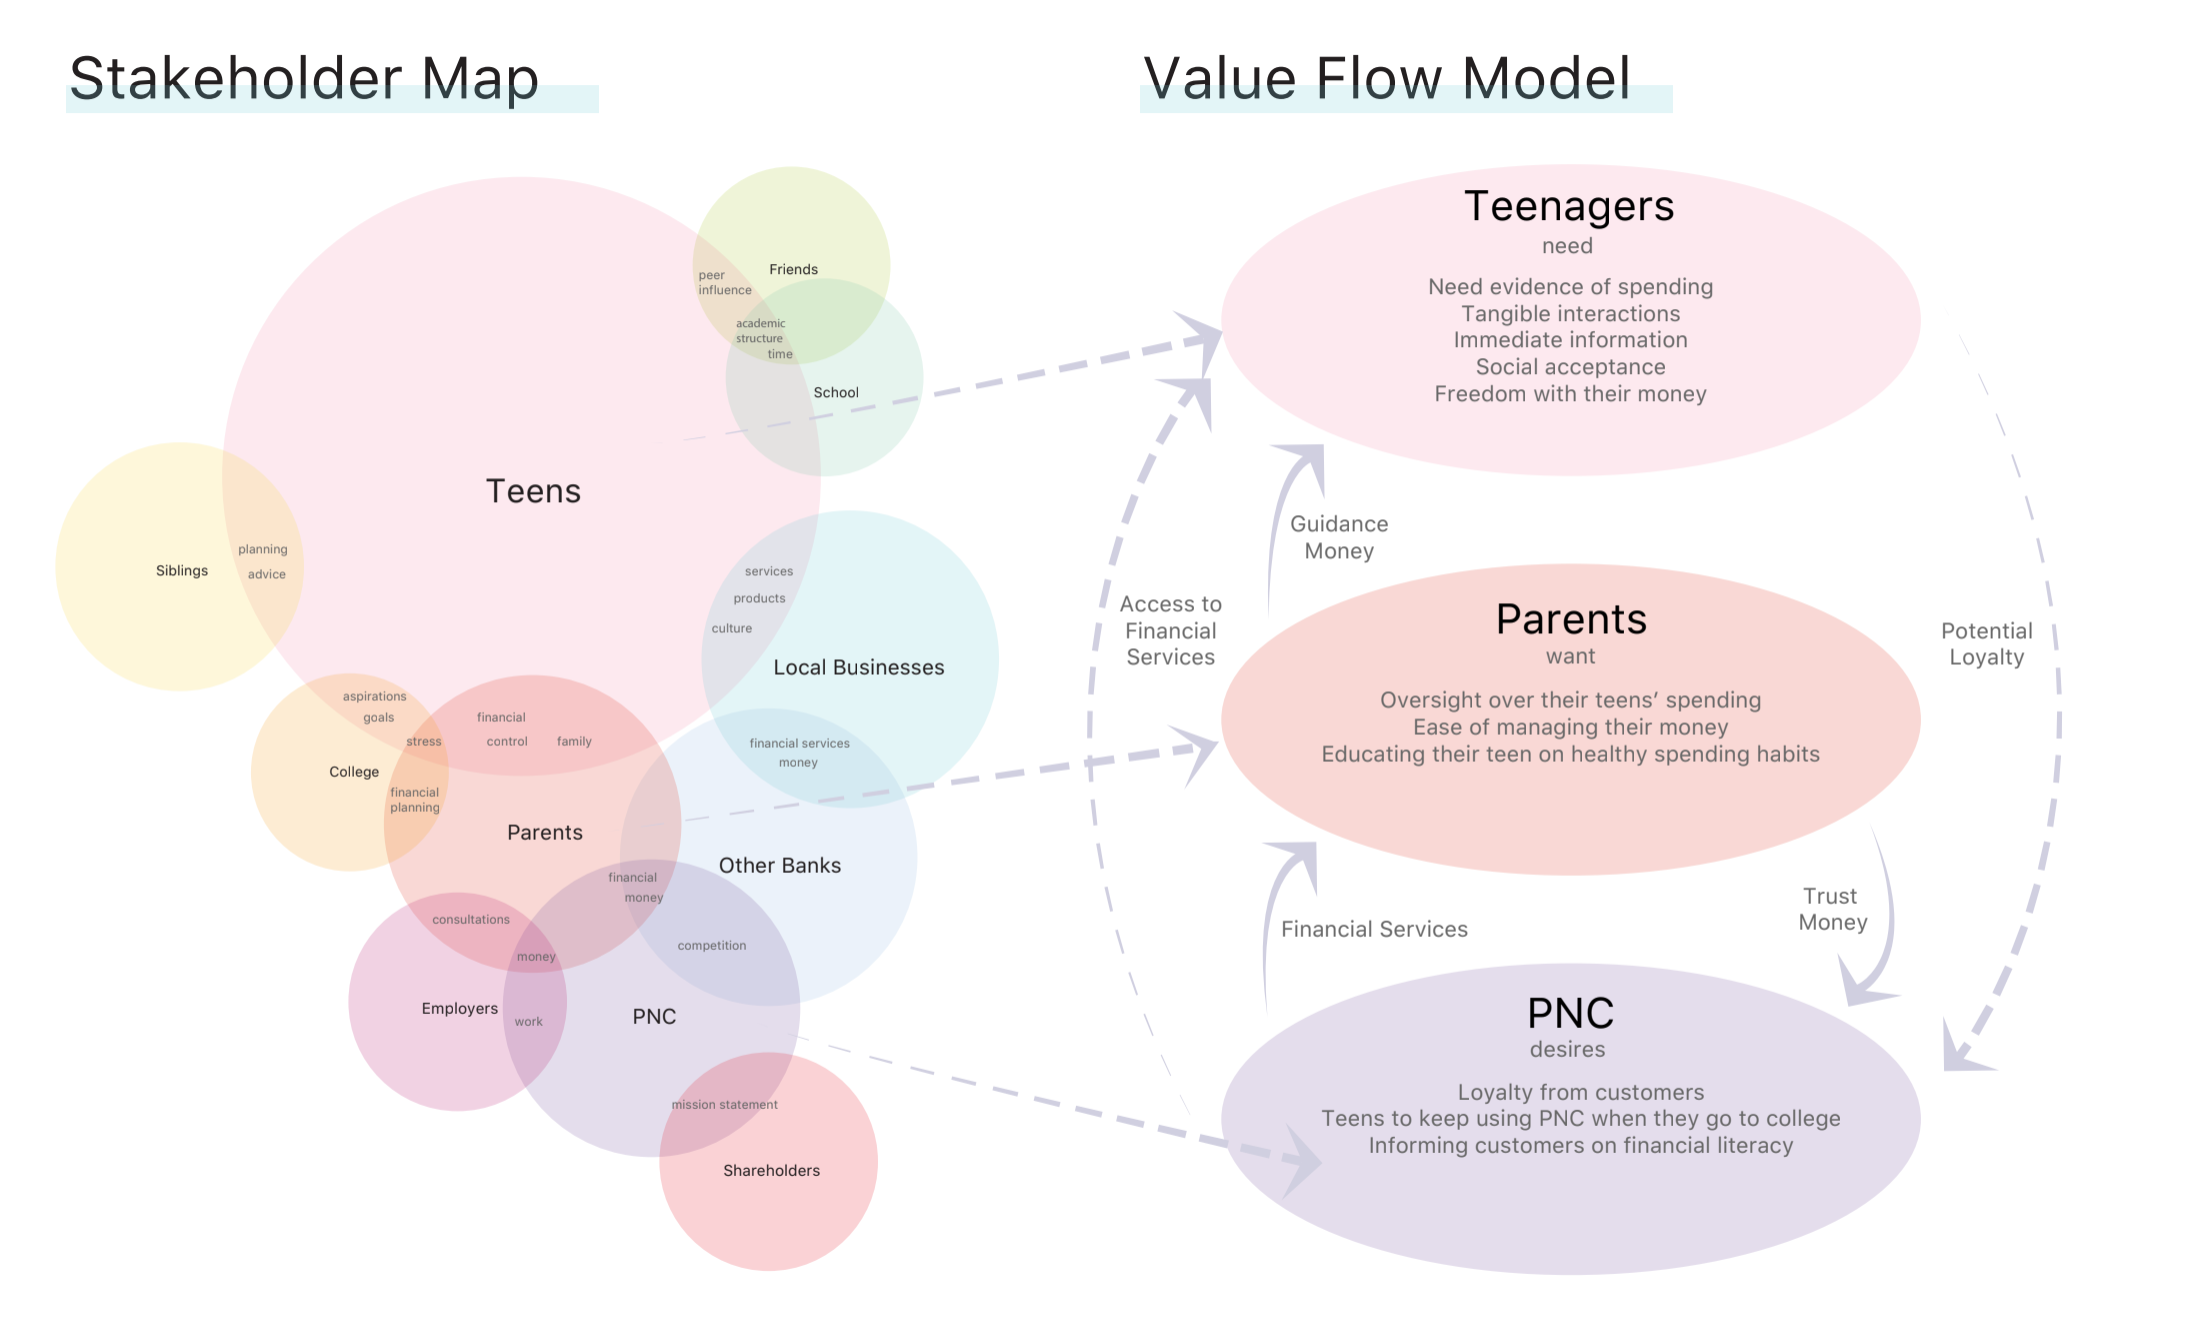 Stakeholder Map
Value Flow Model
Friends
peer
influence
academic
structure
time
School
Teens
Siblings
planning
advice
services
products
culture
Local Businesses
aspirations
goals
stress
College
financial
planning
financial
control family
Parents
financial services
money
Other Banks
financial
money
competition
consultations
money
Employers
work
PNC
mission statement
Shareholders
Teenagers
need
Need evidence of spending
Tangible interactions
Immediate information
Social acceptance
Freedom with their money
Guidance
Money
Access to
Financial
Services
Parents
want
Oversight over their teens’ spending
Ease of managing their money
Educating their teen on healthy spending habits
Potential
Loyalty
Financial Services
Trust
Money
PNC
desires
Loyalty from customers
Teens to keep using PNC when they go to college
Informing customers on financial literacy